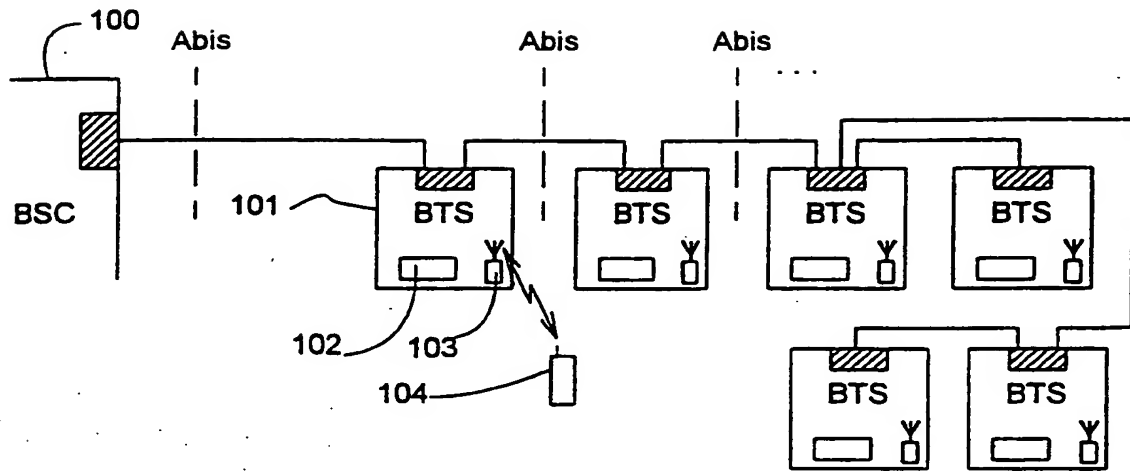 100
Abis Abis Abis ...
BSC
101
BTS BTS BTS BTS
102 103
104
BTS BTS